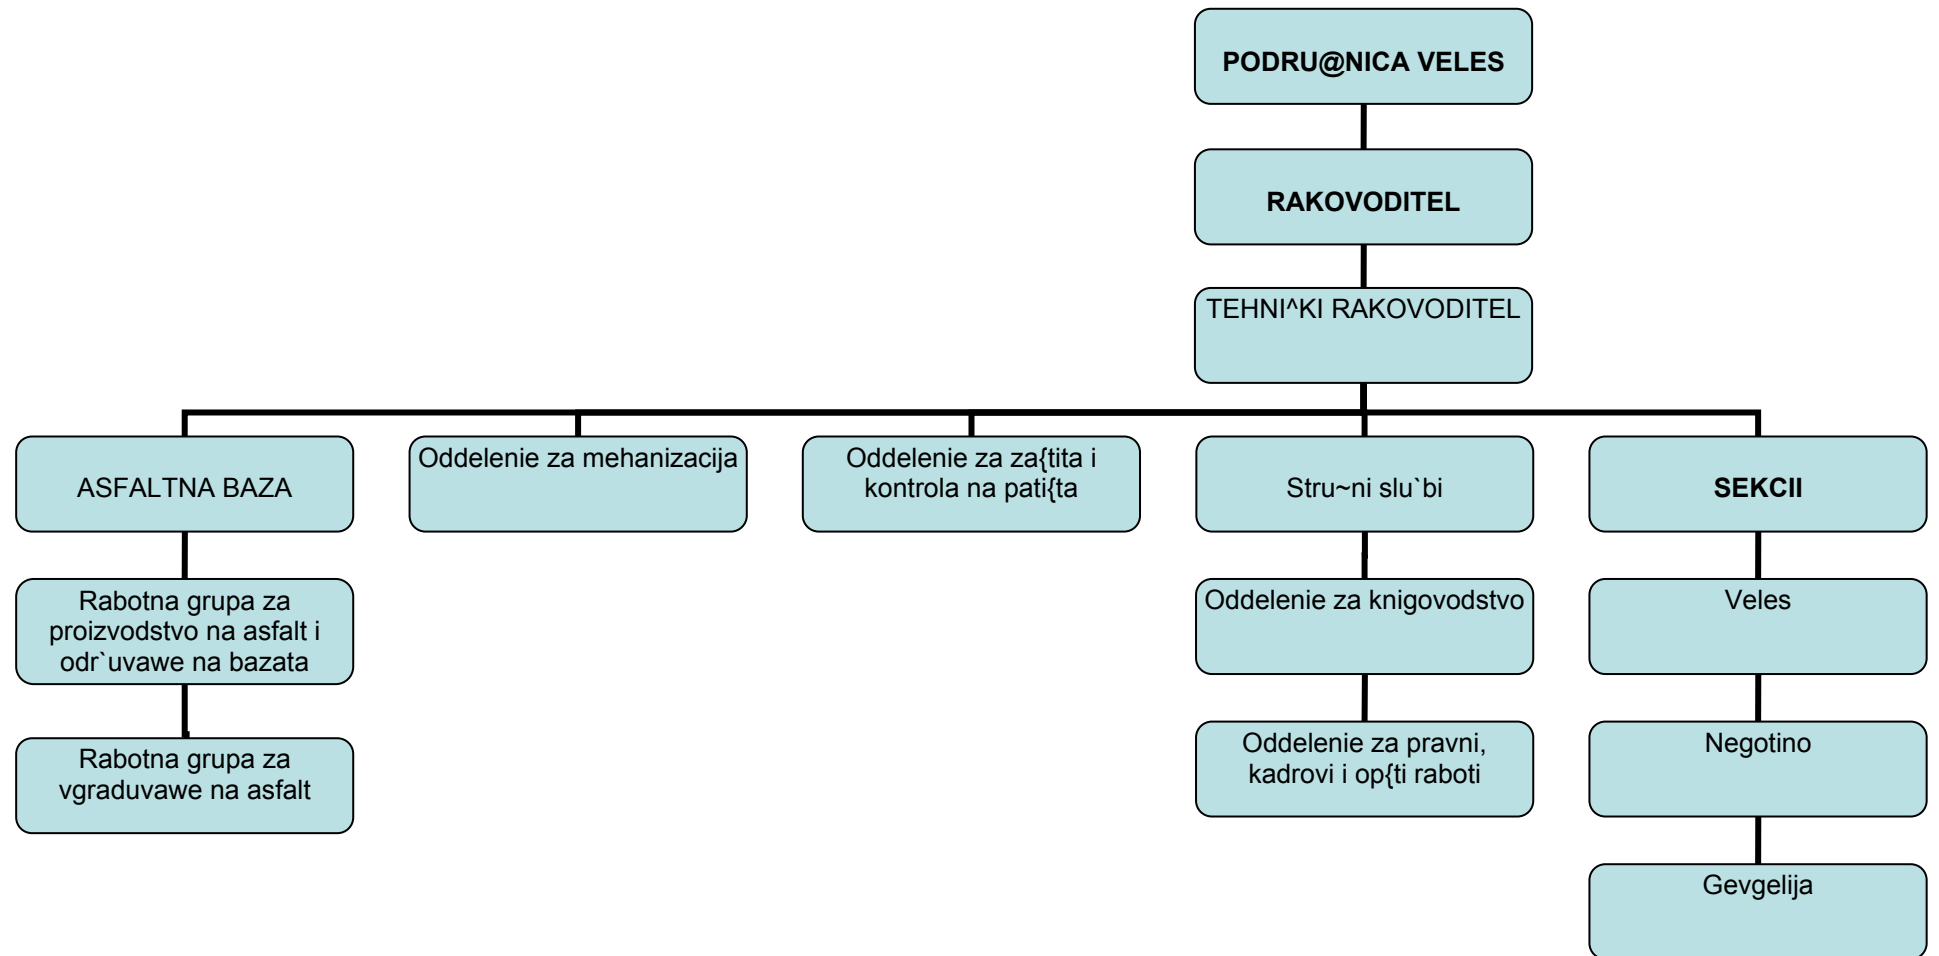 PODRU@NICA VELES
RAKOVODITEL
TEHNI^KI RAKOVODITEL
ASFALTNA BAZA
Oddelenie za mehanizacija
Oddelenie za za{tita i
kontrola na pati{ta
Stru~ni slu`bi
SEKCII
Rabotna grupa za
proizvodstvo na asfalt i
odr`uvawe na bazata
Oddelenie za knigovodstvo
Veles
Rabotna grupa za
vgraduvawe na asfalt
Oddelenie za pravni,
kadrovi i op{ti raboti
Negotino
Gevgelija